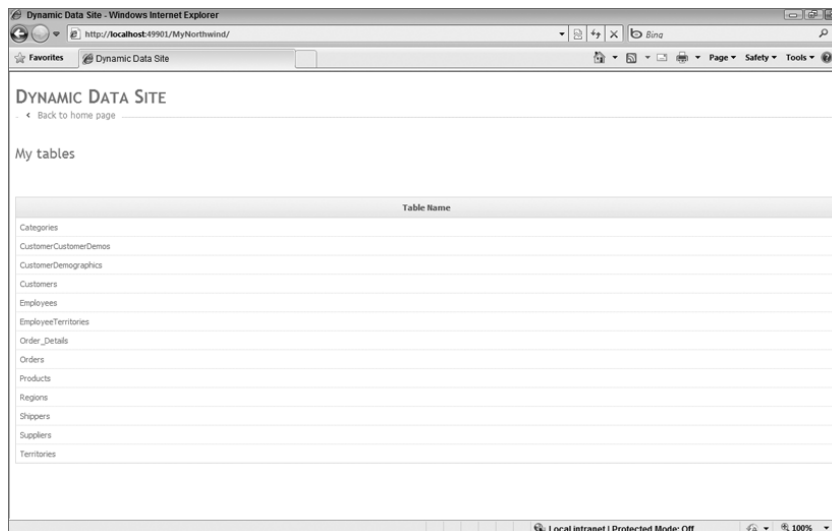 Dynamic Data Site - Windows Internet Explorer
http://localhost:49901/MyNorthwind/ Bing
Favorites Dynamic Data Site Page Safety Tools
DYNAMIC DATA SITE
Back to home page
My tables
Table Name
Categories
CustomerCustomerDemos
CustomerDemographics
Customers
Employees
EmployeeTerritories
Order_Details
Orders
Products
Regions
Shippers
Suppliers
Territories
Local intranet | Protected Mode: Off 100%